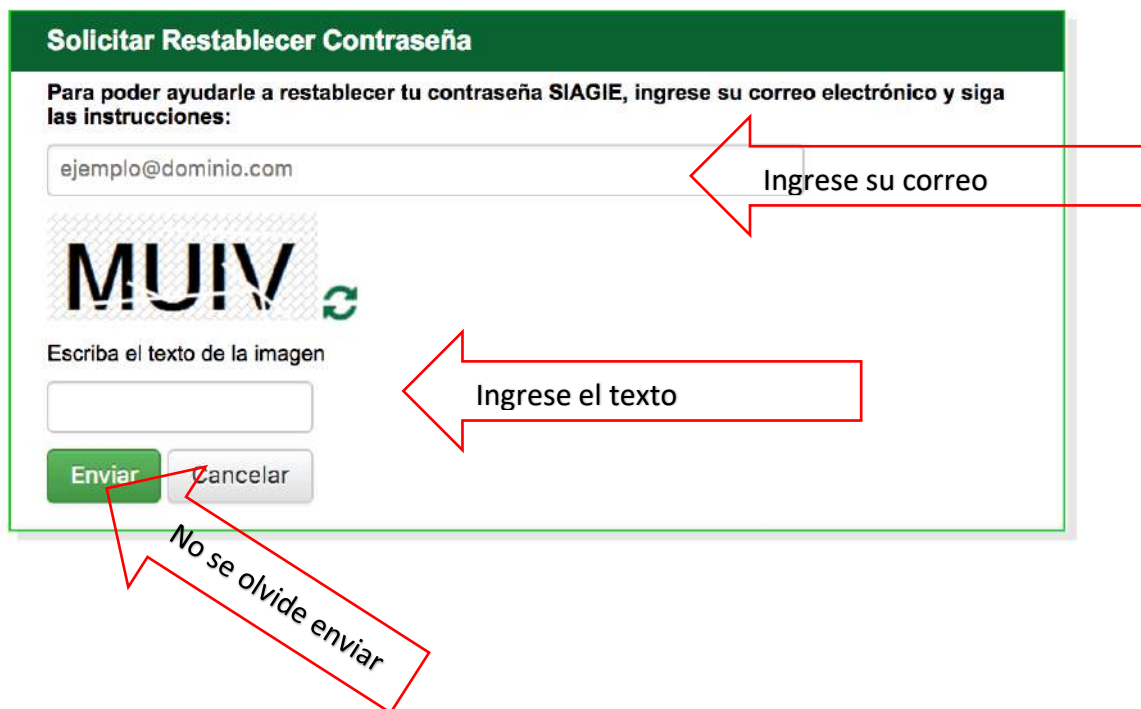 Solicitar Restablecer Contraseña
Para poder ayudarle a restablecer tu contraseña SIAGIE, ingrese su correo electrónico y siga
las instrucciones:
ejemplo@dominio.com
Ingrese su correo
MUIV
Escriba el texto de la imagen
Ingrese el texto
Enviar
Cancelar
No se olvide enviar